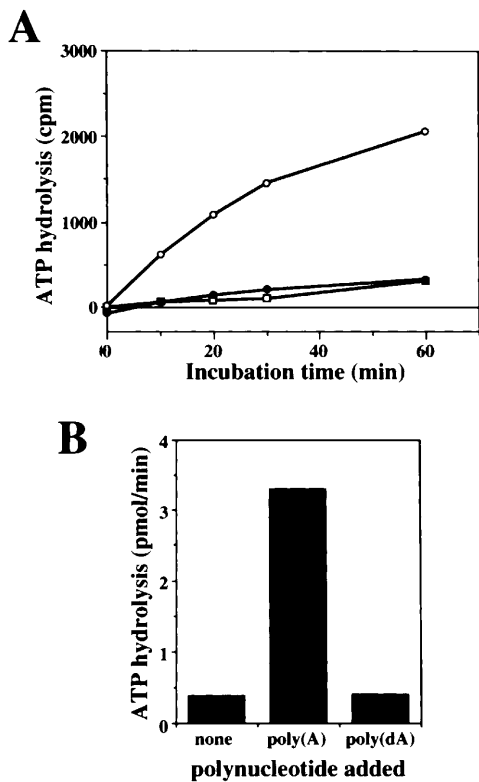 A
3000
2000
1000
0
ATP hydrolysis (cpm)
0 20 40 60
Incubation time (min)
B
4
3
2
1
0
ATP hydrolysis (pmol/min)
none poly(A) poly(dA)
polynucleotide added